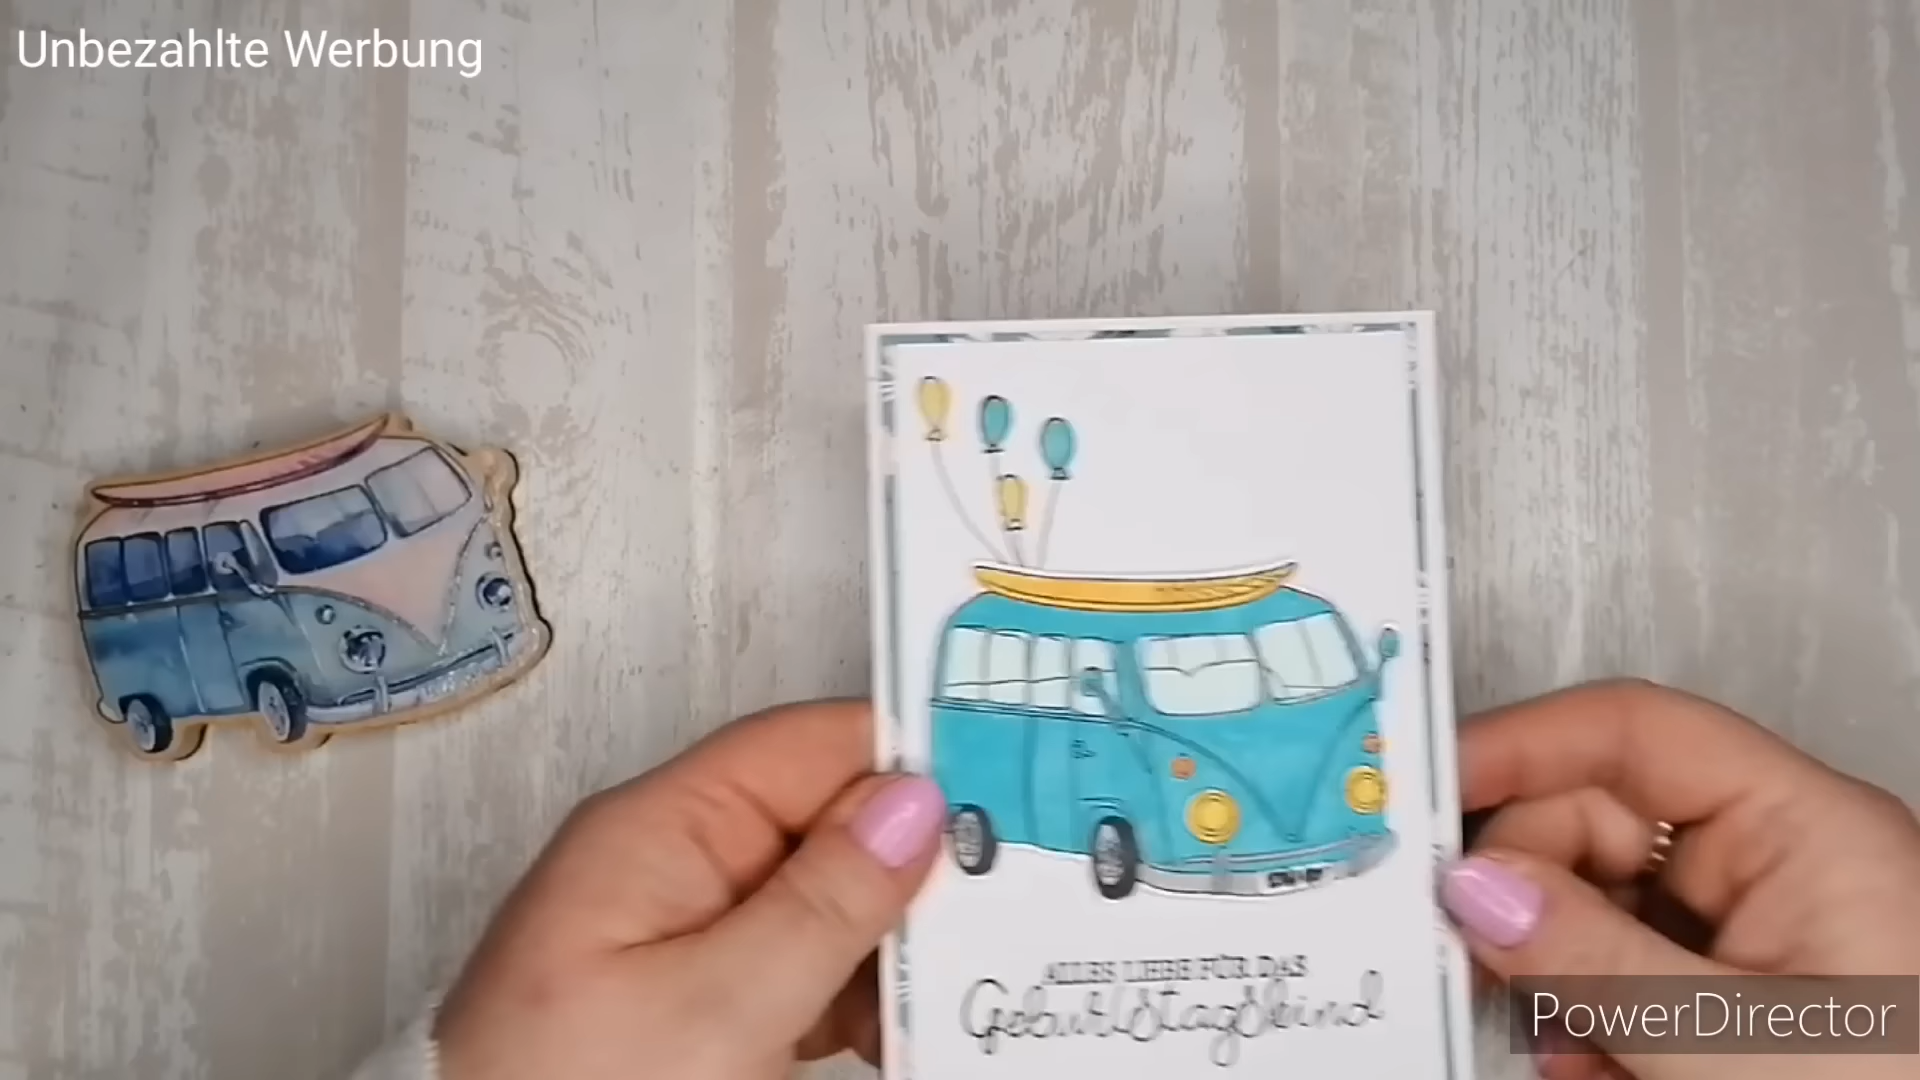 Unbezahlte Werbung
ALLES LIEBE FÜR DAS
Geburtstagskind
PowerDirector